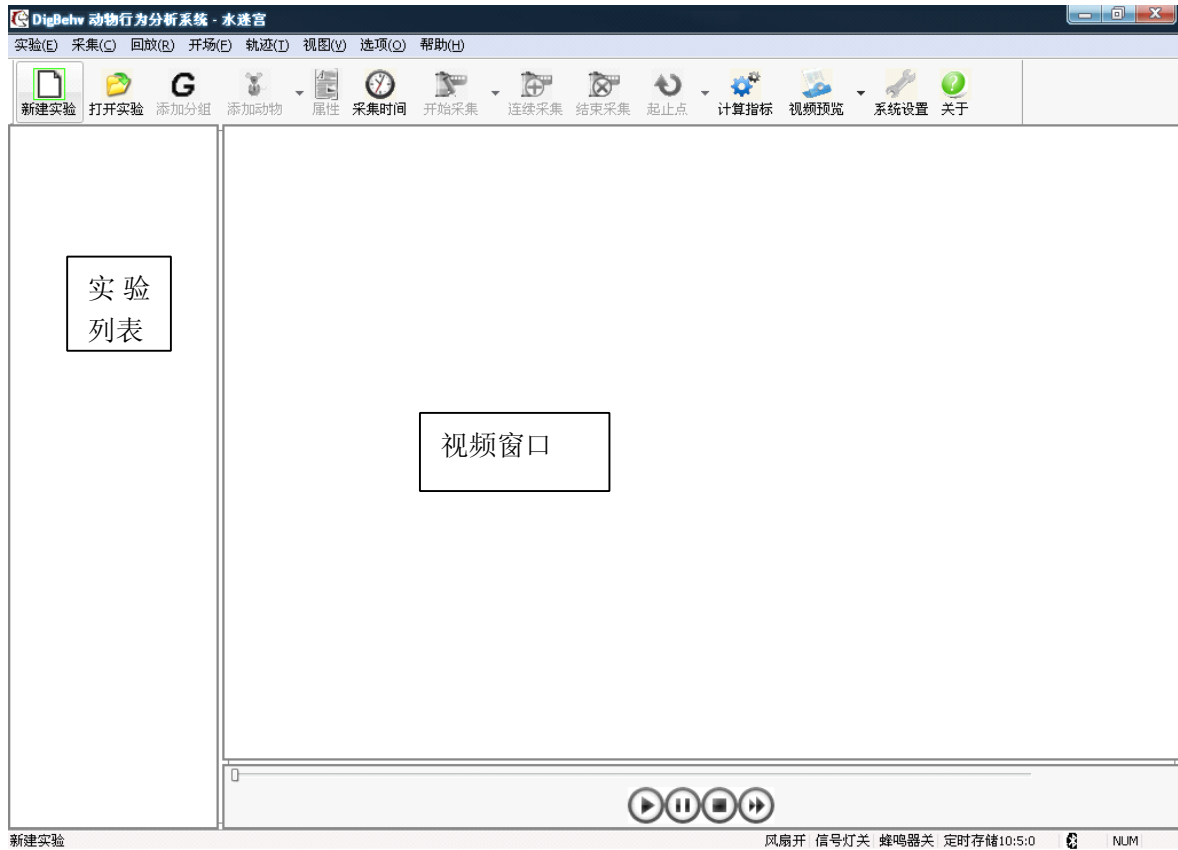 DigBehv 动物行为分析系统 - 水迷宫
实验(E) 采集(C) 回放(R) 开场(F) 轨迹(T) 视图(V) 选项(O) 帮助(H)
新建实验 打开实验 添加分组 添加动物 属性 采集时间 开始采集 连续采集 结束采集 起止点 计算指标 视频预览 系统设置 关于
实 验
列表
视频窗口
新建实验 风扇开 信号灯关 蜂鸣器关 定时存储10:5:0 NUM